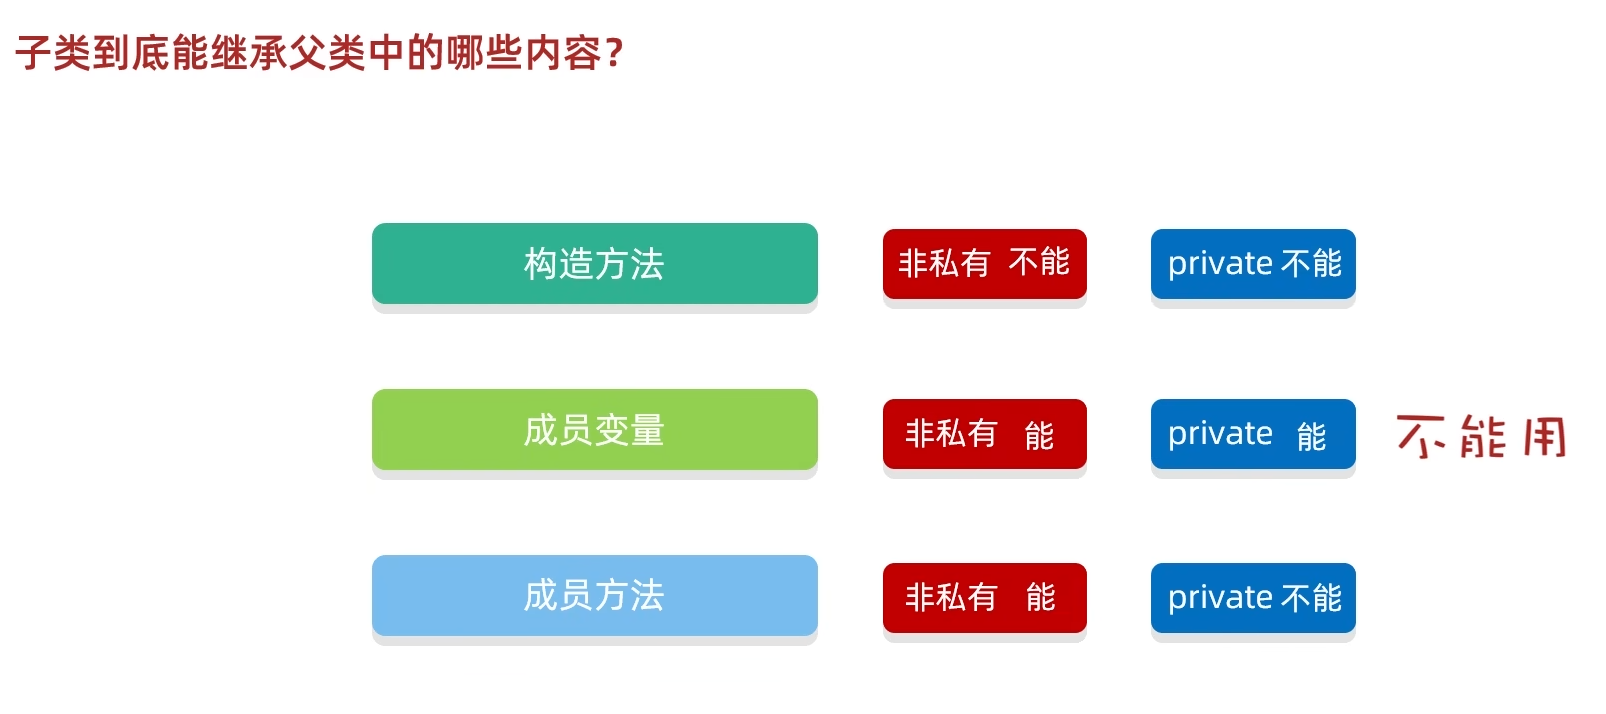 子类到底能继承父类中的哪些内容?
构造方法 非私有 不能 private 不能
成员变量 非私有 能 private 能 不能用
成员方法 非私有 能 private 不能